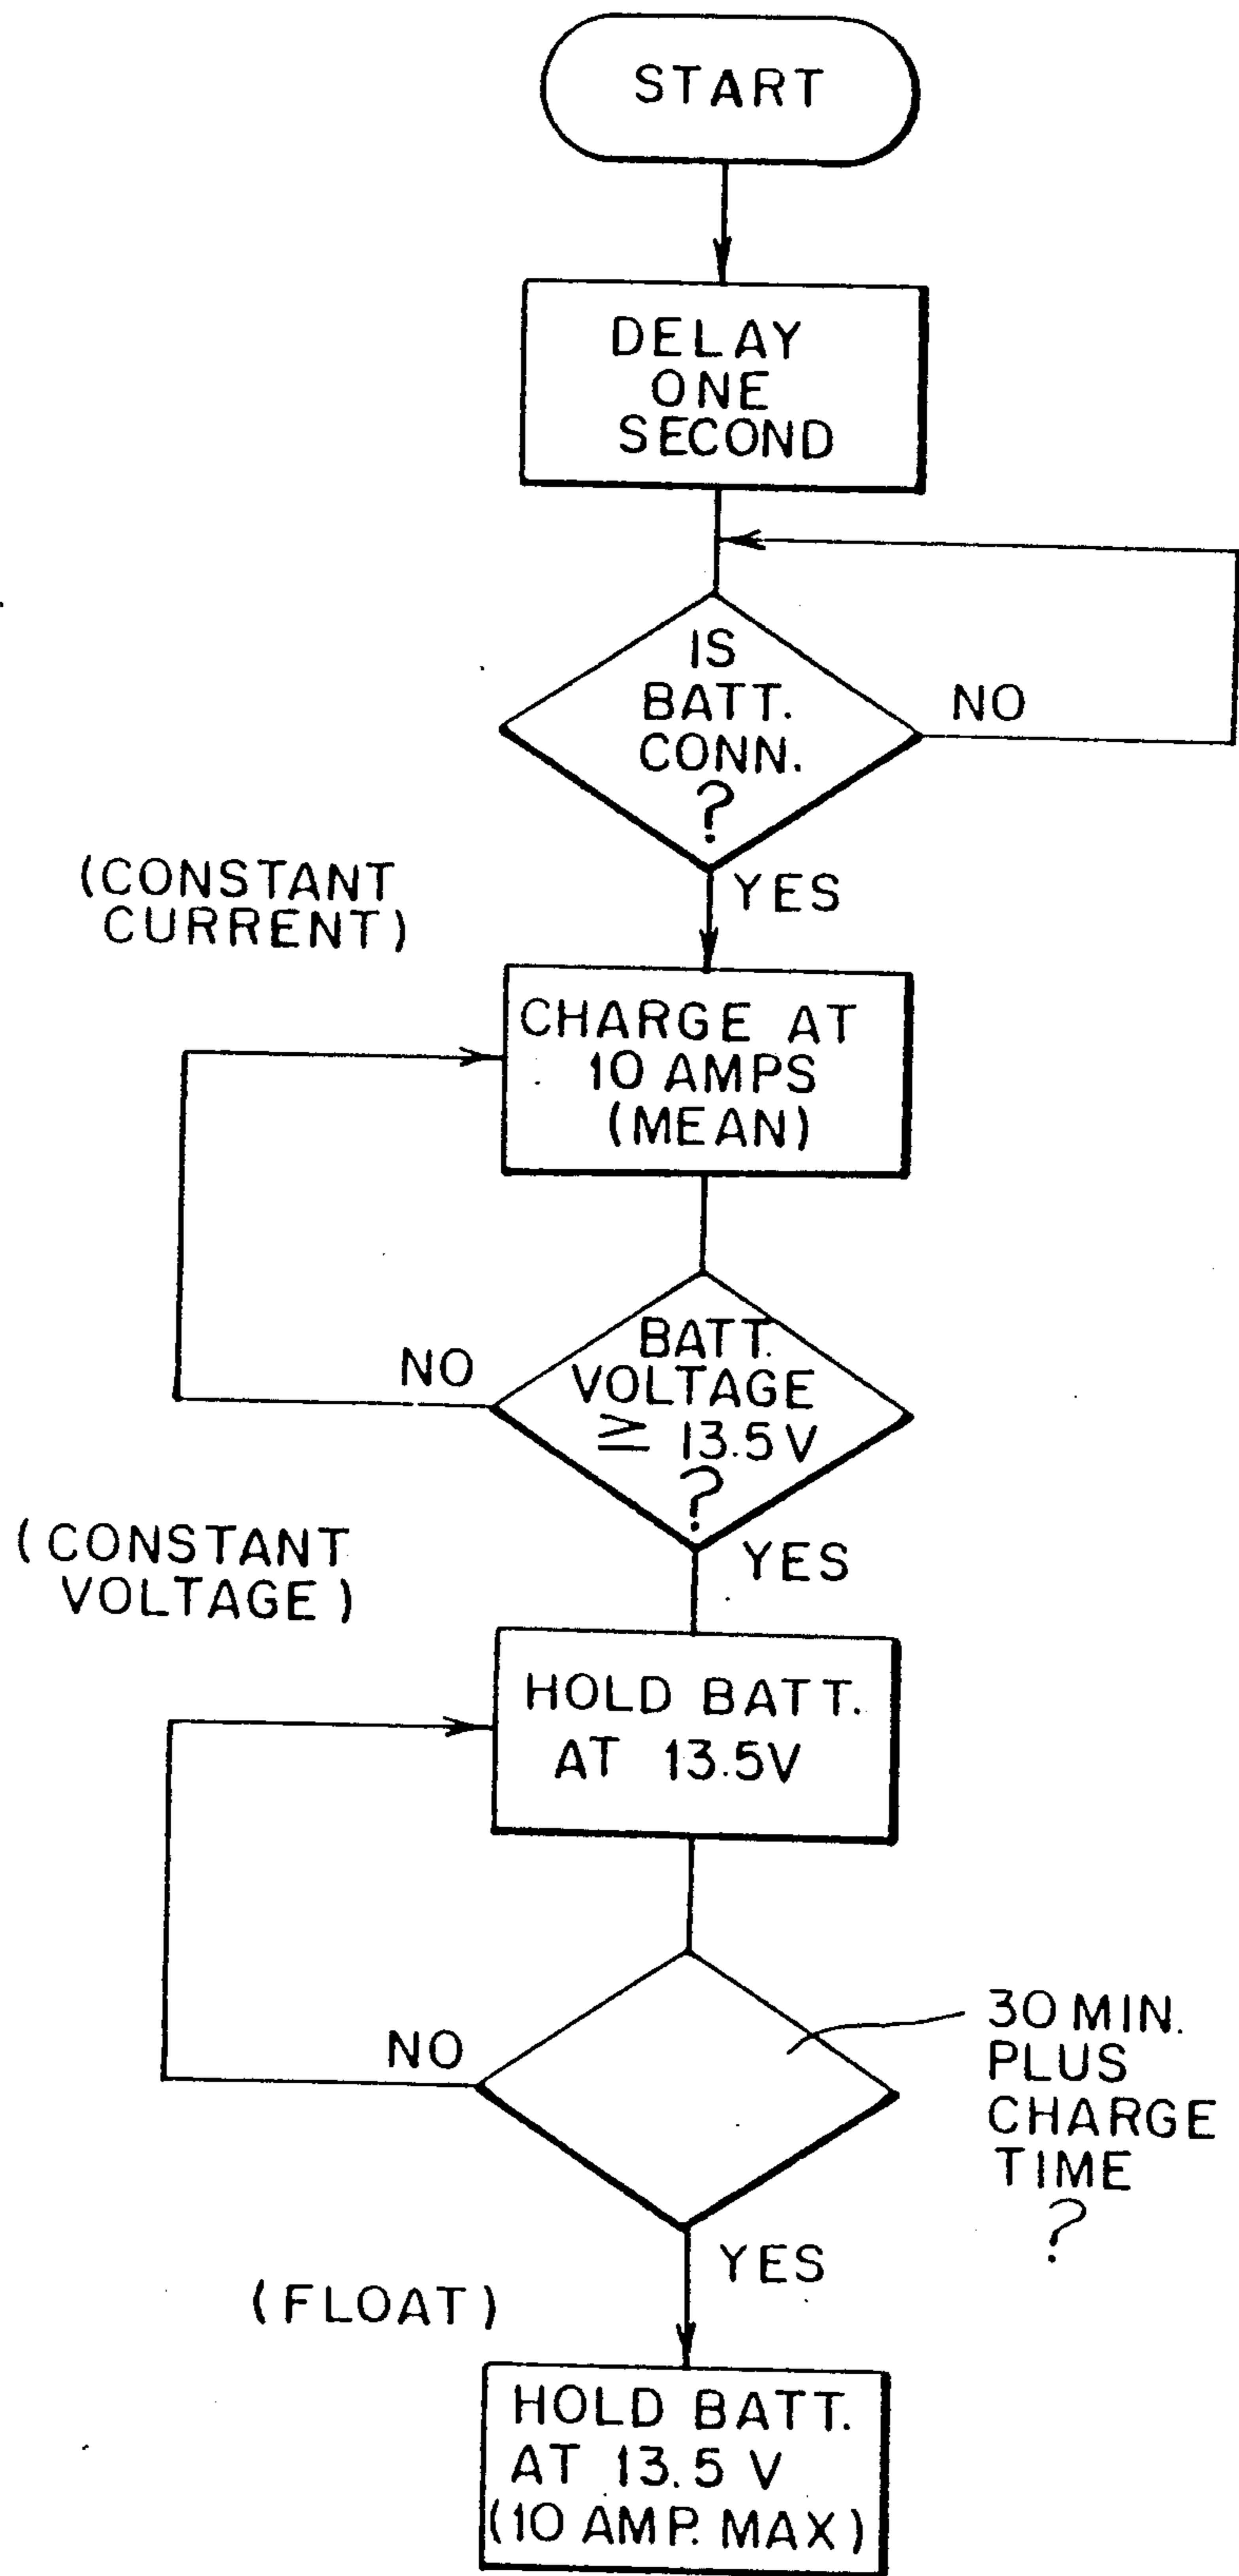 START
DELAY
ONE
SECOND
IS
BATT.
CONN.
?
NO
YES
(CONSTANT
CURRENT)
CHARGE AT
10 AMPS
(MEAN)
BATT.
VOLTAGE
≥ 13.5V
?
NO
YES
(CONSTANT
VOLTAGE)
HOLD BATT.
AT 13.5V
30 MIN.
PLUS
CHARGE
TIME
?
NO
YES
(FLOAT)
HOLD BATT.
AT 13.5 V
(10 AMP. MAX)